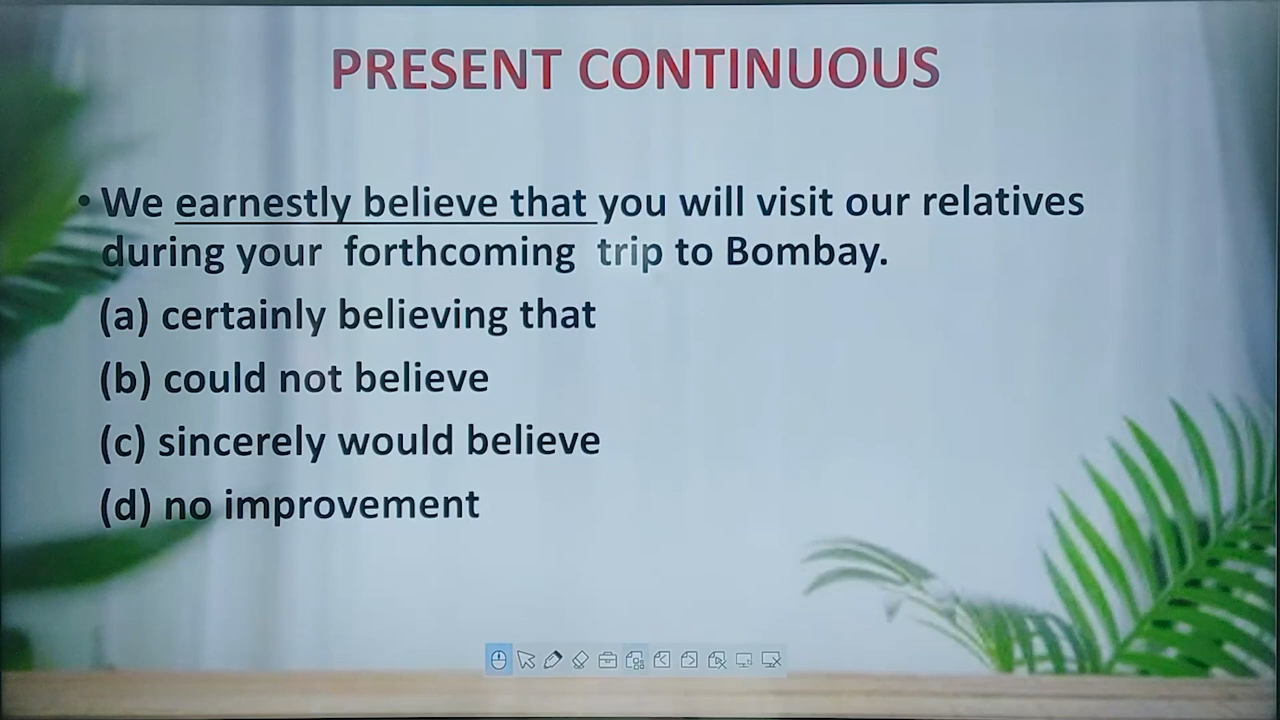 PRESENT CONTINUOUS
• We earnestly believe that you will visit our relatives
during your forthcoming trip to Bombay.
(a) certainly believing that
(b) could not believe
(c) sincerely would believe
(d) no improvement